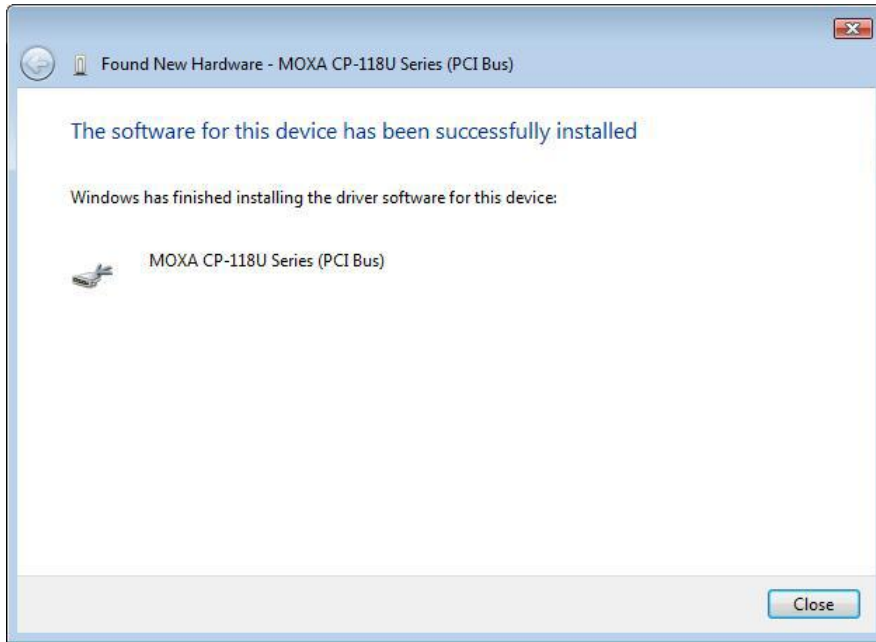 Found New Hardware - MOXA CP-118U Series (PCI Bus)
The software for this device has been successfully installed
Windows has finished installing the driver software for this device:
MOXA CP-118U Series (PCI Bus)
Close